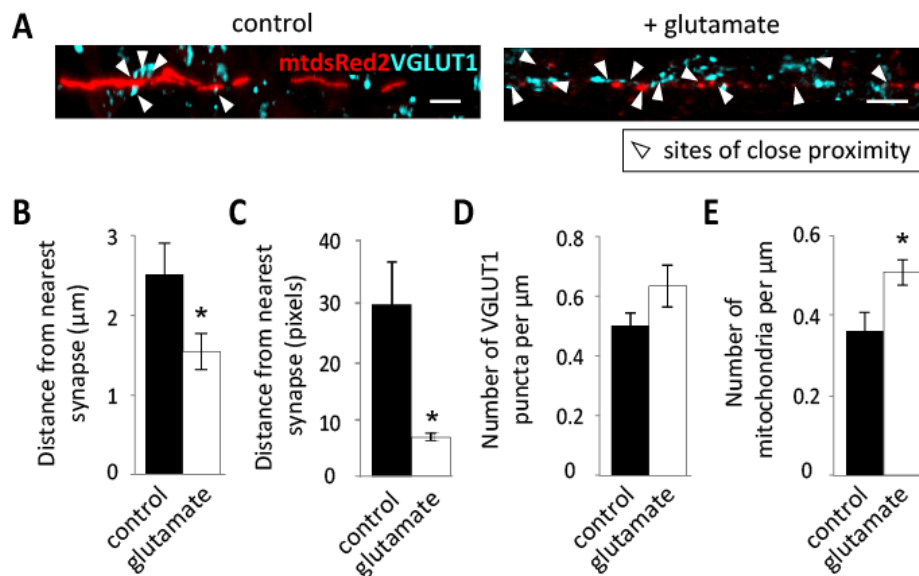 A
control
+ glutamate
mtdsRed2VGLUT1
sites of close proximity
B
Distance from nearest
synapse (μm)
3
2
1
0
*
control
glutamate
C
Distance from nearest
synapse (pixels)
40
30
20
10
0
*
control
glutamate
D
Number of VGLUT1
puncta per μm
0.8
0.6
0.4
0.2
0
control
glutamate
E
Number of
mitochondria per μm
0.6
0.4
0.2
0
*
control
glutamate